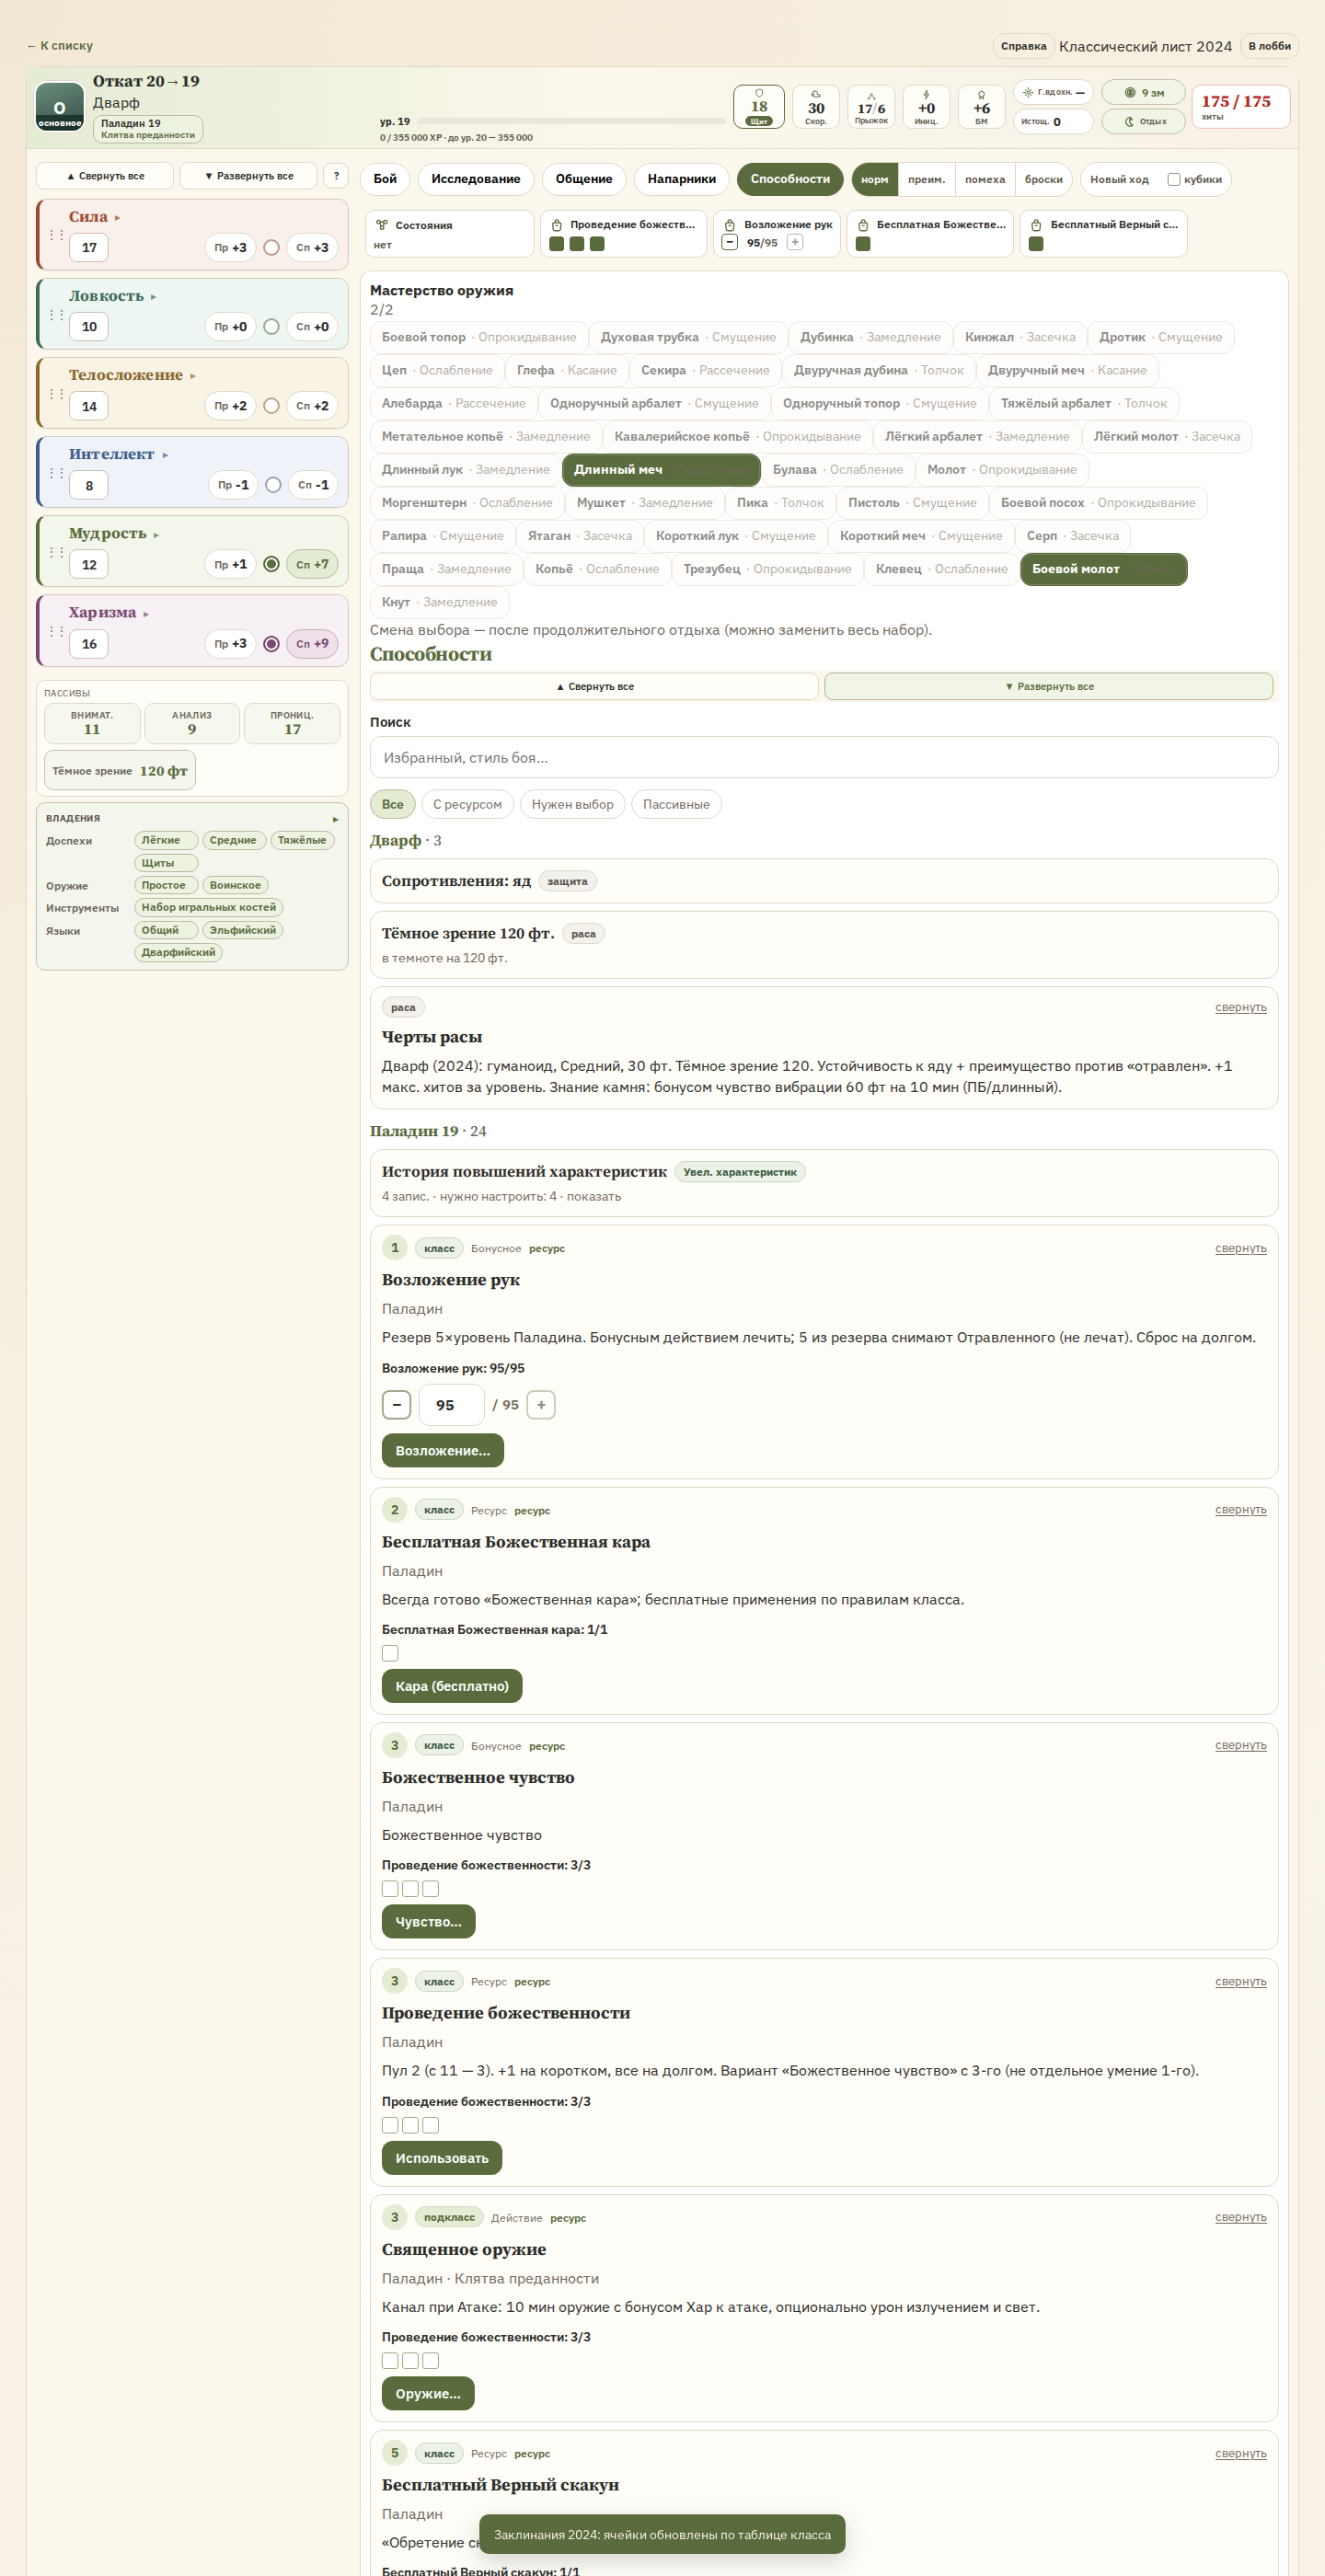 ← К списку
Справка Классический лист 2024 В лобби
О
основное
Откат 20→19
Дварф
Паладин 19
Клятва преданности
ур. 19
0 / 355 000 XP · до ур. 20 — 355 000
18
Щит
30
Скор.
17/6
Прыжок
+0
Иниц.
+6
БМ
Г.вдохн. —
Истощ. 0
9 зм
Отдых
175 / 175
хиты
▲ Свернуть все ▼ Развернуть все ?
Бой Исследование Общение Напарники Способности норм преим. помеха броски Новый ход кубики
Сила ▸
17 Пр +3 Сп +3
Ловкость ▸
10 Пр +0 Сп +0
Телосложение ▸
14 Пр +2 Сп +2
Интеллект ▸
8 Пр -1 Сп -1
Мудрость ▸
12 Пр +1 Сп +7
Харизма ▸
16 Пр +3 Сп +9
ПАССИВЫ
ВНИМАТ. АНАЛИЗ ПРОНИЦ.
11 9 17
Тёмное зрение 120 фт
ВЛАДЕНИЯ ▸
Доспехи Лёгкие Средние Тяжёлые
Щиты
Оружие Простое Воинское
Инструменты Набор игральных костей
Языки Общий Эльфийский
Дварфийский
Состояния
нет
Проведение божеств...
Возложение рук
− 95/95 +
Бесплатная Божестве...
Бесплатный Верный с...
Мастерство оружия
2/2
Боевой топор · Опрокидывание Духовая трубка · Смущение Дубинка · Замедление Кинжал · Засечка Дротик · Смущение
Цеп · Ослабление Глефа · Касание Секира · Рассечение Двуручная дубина · Толчок Двуручный меч · Касание
Алебарда · Рассечение Одноручный арбалет · Смущение Одноручный топор · Смущение Тяжёлый арбалет · Толчок
Метательное копьё · Замедление Кавалерийское копьё · Опрокидывание Лёгкий арбалет · Замедление Лёгкий молот · Засечка
Длинный лук · Замедление Длинный меч Булава · Ослабление Молот · Опрокидывание
Моргенштерн · Ослабление Мушкет · Замедление Пика · Толчок Пистоль · Смущение Боевой посох · Опрокидывание
Рапира · Смущение Ятаган · Засечка Короткий лук · Смущение Короткий меч · Смущение Серп · Засечка
Праща · Замедление Копьё · Ослабление Трезубец · Опрокидывание Клевец · Ослабление Боевой молот
Кнут · Замедление
Смена выбора — после продолжительного отдыха (можно заменить весь набор).
Способности
▲ Свернуть все ▼ Развернуть все
Поиск
Избранный, стиль боя...
Все С ресурсом Нужен выбор Пассивные
Дварф · 3
Сопротивления: яд защита
Тёмное зрение 120 фт. раса
в темноте на 120 фт.
раса свернуть
Черты расы
Дварф (2024): гуманоид, Средний, 30 фт. Тёмное зрение 120. Устойчивость к яду + преимущество против «отравлен». +1
макс. хитов за уровень. Знание камня: бонусом чувство вибрации 60 фт на 10 мин (ПБ/длинный).
Паладин 19 · 24
История повышений характеристик Увел. характеристик
4 запис. · нужно настроить: 4 · показать
1 класс Бонусное ресурс свернуть
Возложение рук
Паладин
Резерв 5×уровень Паладина. Бонусным действием лечить; 5 из резерва снимают Отравленного (не лечат). Сброс на долгом.
Возложение рук: 95/95
− 95 / 95 +
Возложение...
2 класс Ресурс ресурс свернуть
Бесплатная Божественная кара
Паладин
Всегда готово «Божественная кара»; бесплатные применения по правилам класса.
Бесплатная Божественная кара: 1/1
Кара (бесплатно)
3 класс Бонусное ресурс свернуть
Божественное чувство
Паладин
Божественное чувство
Проведение божественности: 3/3
Чувство...
3 класс Ресурс ресурс свернуть
Проведение божественности
Паладин
Пул 2 (с 11 — 3). +1 на коротком, все на долгом. Вариант «Божественное чувство» с 3-го (не отдельное умение 1-го).
Проведение божественности: 3/3
Использовать
3 подкласс Действие ресурс свернуть
Священное оружие
Паладин · Клятва преданности
Канал при Атаке: 10 мин оружие с бонусом Хар к атаке, опционально урон излучением и свет.
Проведение божественности: 3/3
Оружие...
5 класс Ресурс ресурс свернуть
Бесплатный Верный скакун
Паладин
«Обретение
Заклинания 2024: ячейки обновлены по таблице класса
Бесплатный Верный скакун: 1/1